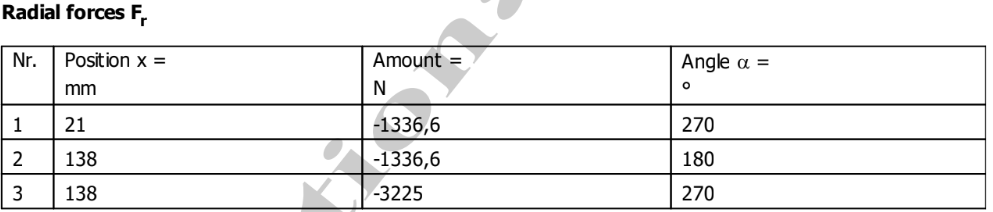 Radial forces Fr
Nr. Position x = Amount = Angle α =
mm N °
1 21 -1336,6 270
2 138 -1336,6 180
3 138 -3225 270